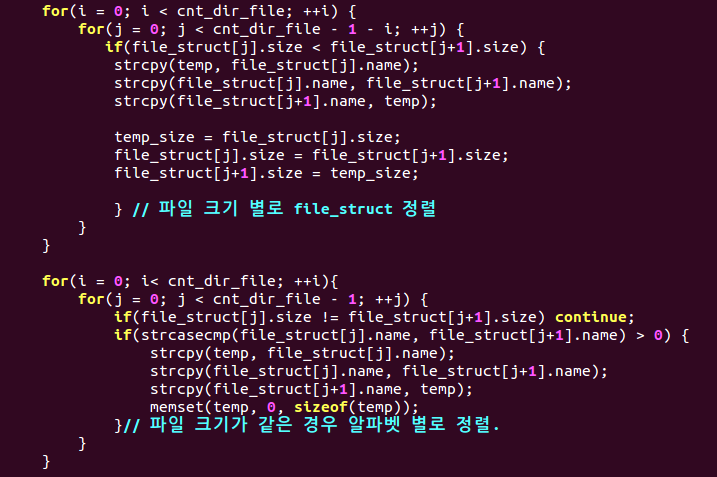 for(i = 0; i < cnt_dir_file; ++i) {
    for(j = 0; j < cnt_dir_file - 1 - i; ++j) {
       if(file_struct[j].size < file_struct[j+1].size) {
        strcpy(temp, file_struct[j].name);
        strcpy(file_struct[j].name, file_struct[j+1].name);
        strcpy(file_struct[j+1].name, temp);

        temp_size = file_struct[j].size;
        file_struct[j].size = file_struct[j+1].size;
        file_struct[j+1].size = temp_size;

        } // 파일 크기 별로 file_struct 정렬
    }
}

for(i = 0; i< cnt_dir_file; ++i){
    for(j = 0; j < cnt_dir_file - 1; ++j) {
        if(file_struct[j].size != file_struct[j+1].size) continue;
        if(strcasecmp(file_struct[j].name, file_struct[j+1].name) > 0) {
            strcpy(temp, file_struct[j].name);
            strcpy(file_struct[j].name, file_struct[j+1].name);
            strcpy(file_struct[j+1].name, temp);
            memset(temp, 0, sizeof(temp));
        }// 파일 크기가 같은 경우 알파벳 별로 정렬.
    }
}